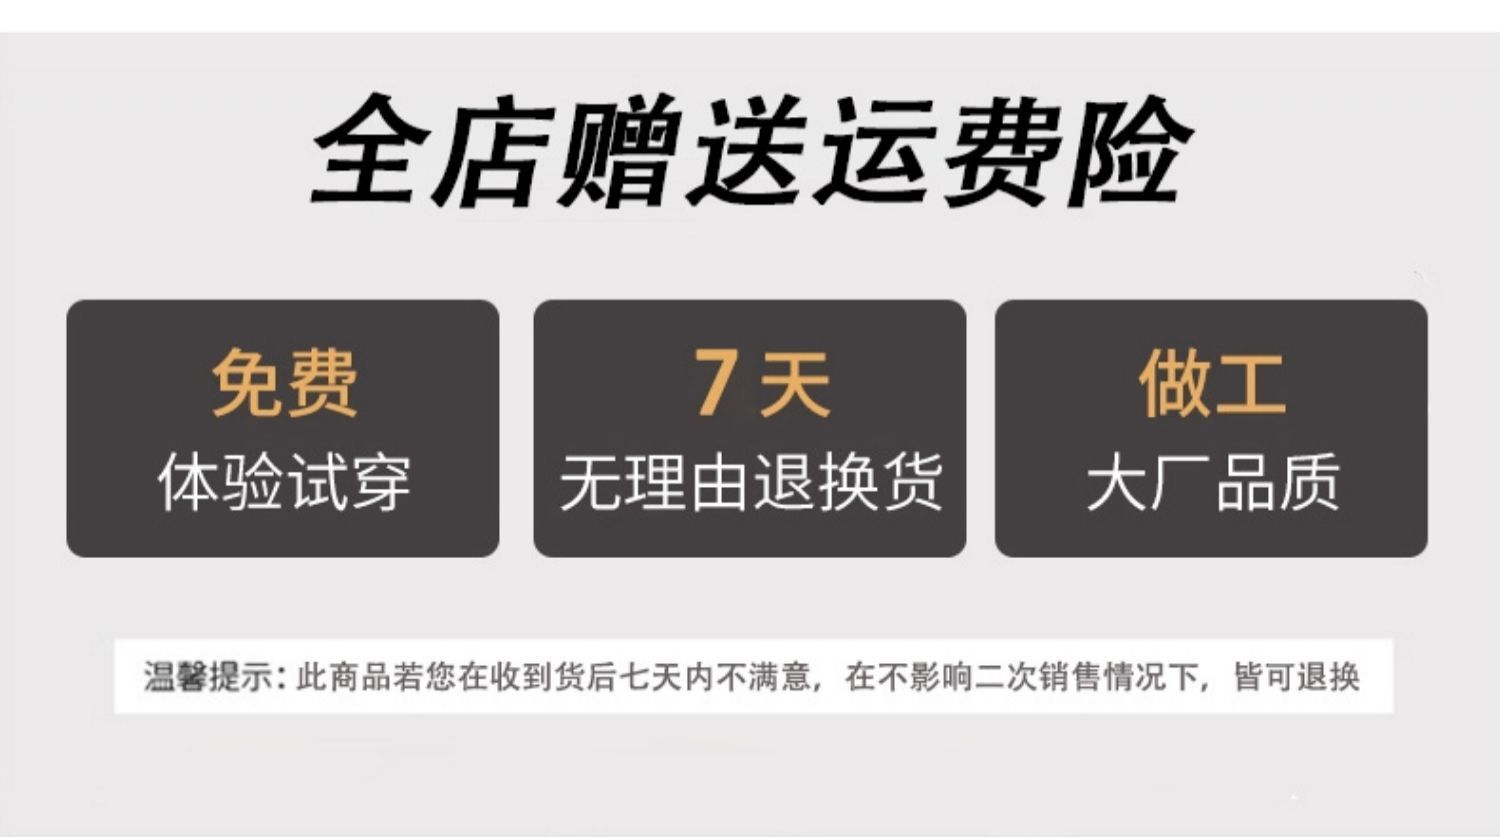 全店赠送运费险
免费
体验试穿
7天
无理由退换货
做工
大厂品质
温馨提示：此商品若您在收到货后七天内不满意，在不影响二次销售情况下，皆可退换